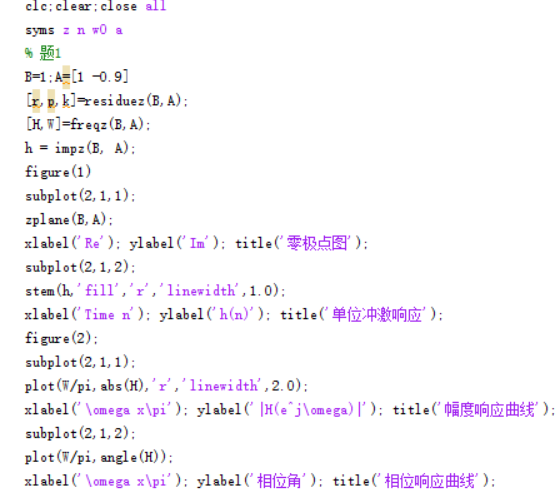 clc;clear;close all
syms z n w0 a
% 题1
B=1;A=[1 -0.9]
[r,p,k]=residuez(B,A);
[H,W]=freqz(B,A);
h = impz(B, A);
figure(1)
subplot(2,1,1);
zplane(B,A);
xlabel('Re'); ylabel('Im'); title('零极点图');
subplot(2,1,2);
stem(h,'fill','r','linewidth',1.0);
xlabel('Time n'); ylabel('h(n)'); title('单位冲激响应');
figure(2);
subplot(2,1,1);
plot(W/pi,abs(H),'r','linewidth',2.0);
xlabel('\omega x\pi'); ylabel('|H(e^j\omega)|'); title('幅度响应曲线');
subplot(2,1,2);
plot(W/pi,angle(H));
xlabel('\omega x\pi'); ylabel('相位角'); title('相位响应曲线');